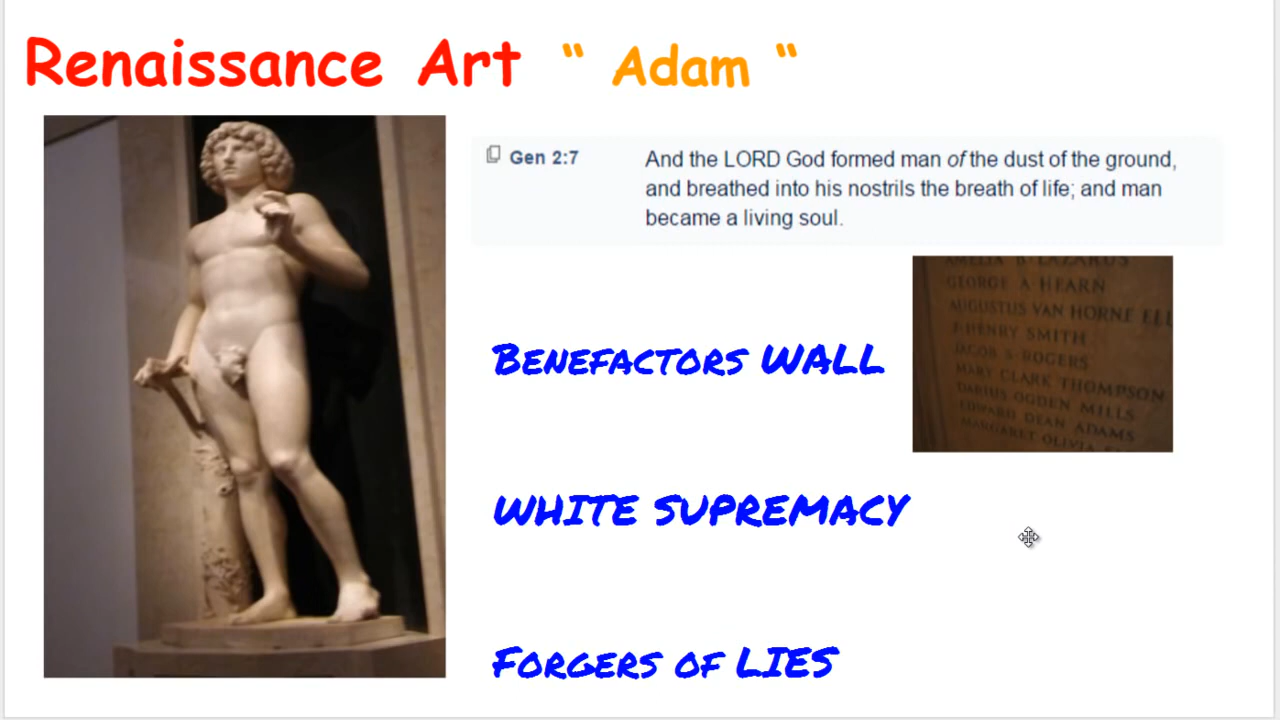 Renaissance Art “ Adam “
Gen 2:7
And the LORD God formed man of the dust of the ground,
and breathed into his nostrils the breath of life; and man
became a living soul.
AMELIA B LAZARUS
GEORGE A HEARN
AUGUSTUS VAN HORNE
P HENRY SMITH
JACOB S ROGERS
MARY CLARK THOMPSON
DARIUS OGDEN MILLS
EDWARD DEAN ADAMS
MARGARET OLIVIA
BENEFACTORS WALL
WHITE SUPREMACY
FORGERS OF LIES